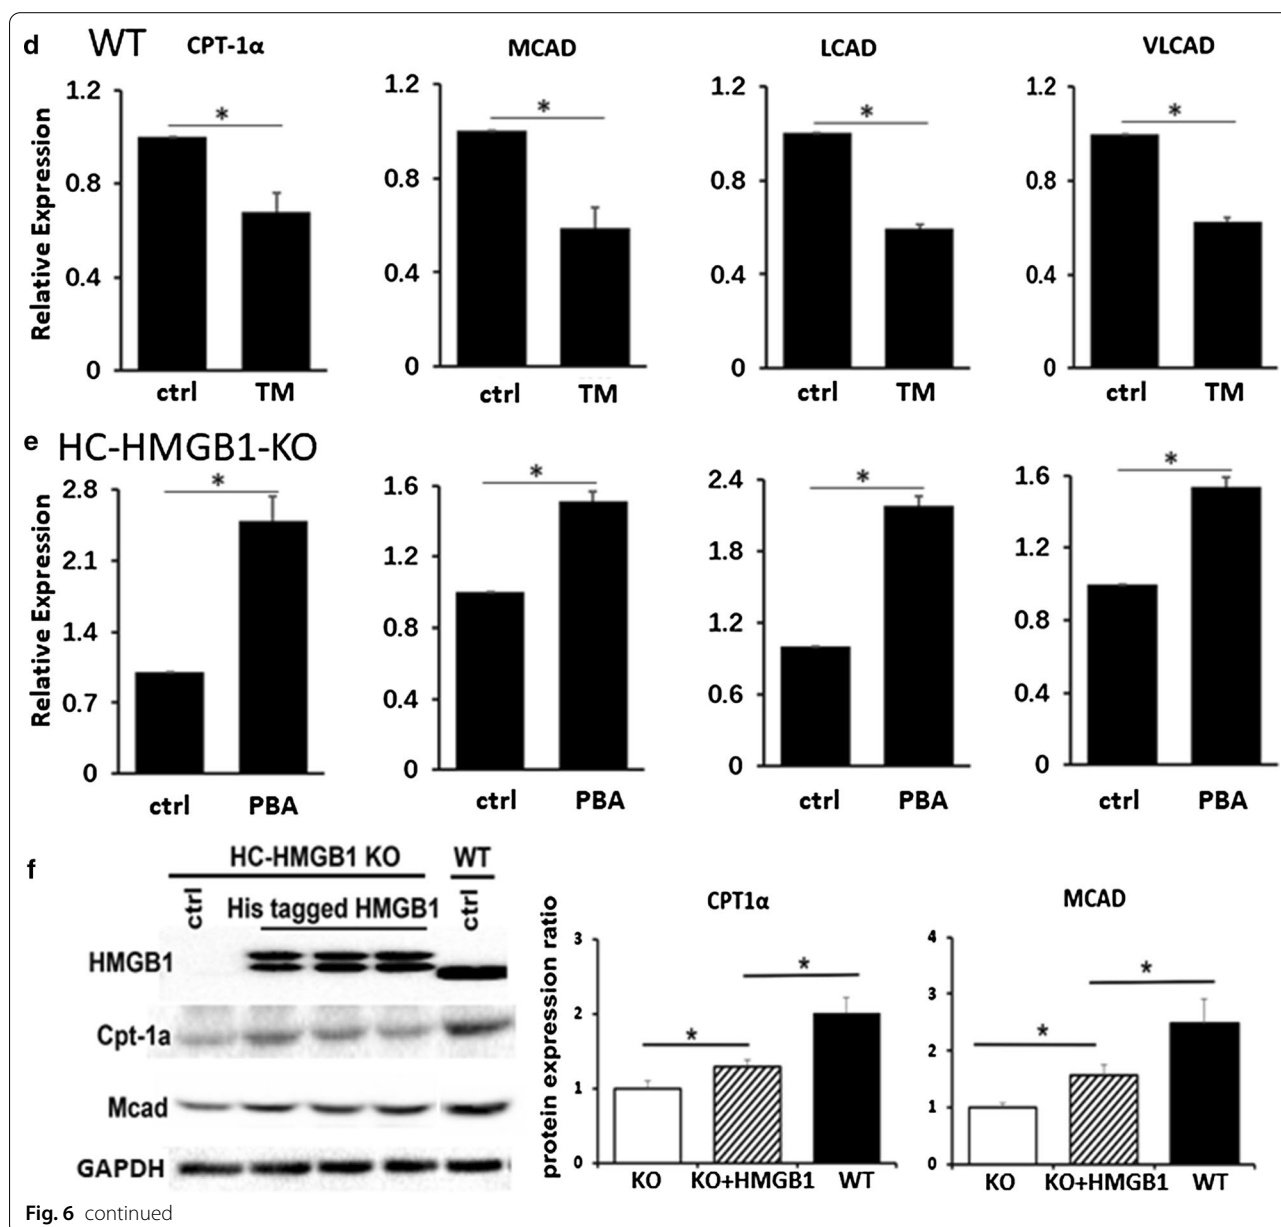 d WT CPT-1α MCAD LCAD VLCAD
Relative Expression
1.2 0.8 0.4 0 * ctrl TM
1.2 0.8 0.4 0 * ctrl TM
1.2 0.8 0.4 0 * ctrl TM
1.2 0.8 0.4 0 * ctrl TM
e HC-HMGB1-KO
Relative Expression
2.8 2.1 1.4 0.7 0 * ctrl PBA
1.6 1.2 0.8 0.4 0 * ctrl PBA
2.4 1.8 1.2 0.6 0 * ctrl PBA
1.6 1.2 0.8 0.4 0 * ctrl PBA
f
HC-HMGB1 KO WT
ctrl His tagged HMGB1 ctrl
HMGB1
Cpt-1a
Mcad
GAPDH
protein expression ratio
CPT1α
3 2 1 0 * * KO KO+HMGB1 WT
MCAD
4 3 2 1 0 * * KO KO+HMGB1 WT
Fig. 6 continued